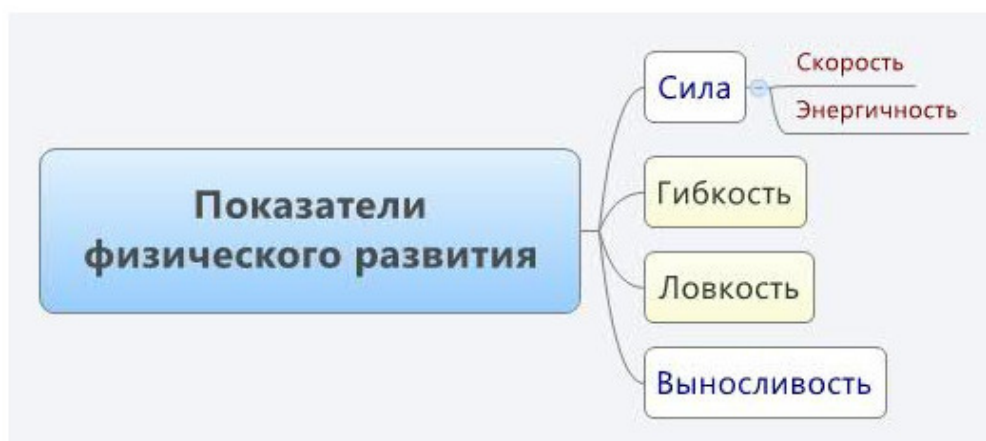 Показатели
физического развития
Сила
Скорость
Энергичность
Гибкость
Ловкость
Выносливость